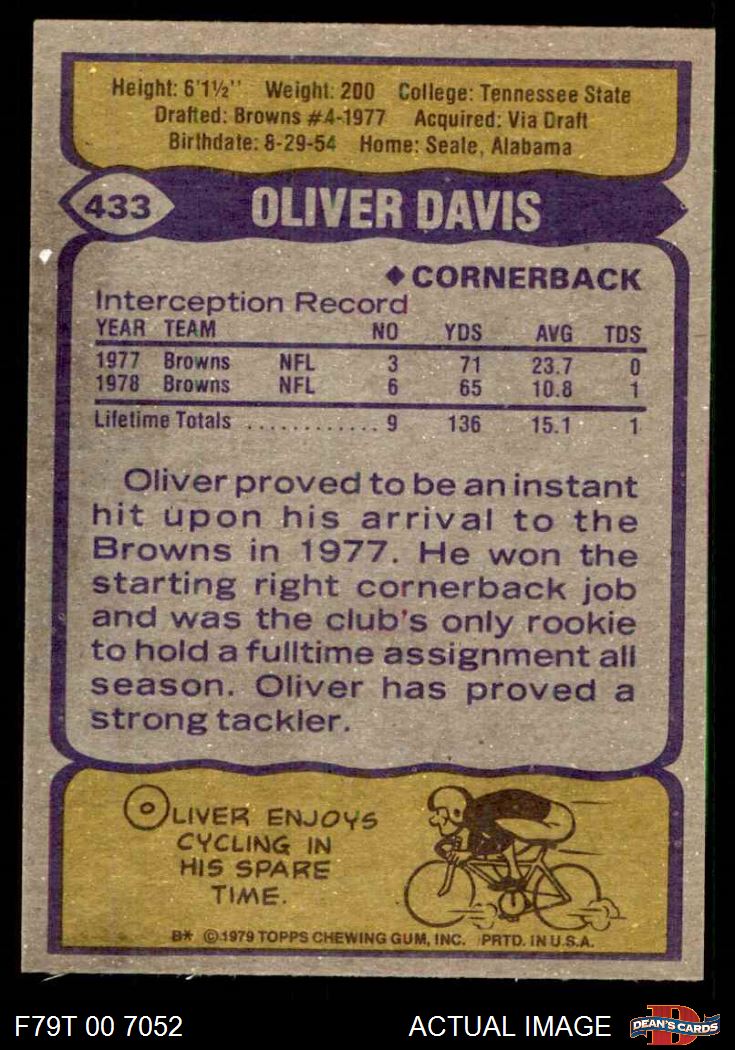 Height: 6'1½'' Weight: 200 College: Tennessee State
Drafted: Browns #4-1977 Acquired: Via Draft
Birthdate: 8-29-54 Home: Seale, Alabama
433 OLIVER DAVIS
♦ CORNERBACK
Interception Record
YEAR TEAM NO YDS AVG TDS
1977 Browns NFL 3 71 23.7 0
1978 Browns NFL 6 65 10.8 1
Lifetime Totals ............ 9 136 15.1 1
Oliver proved to be an instant
hit upon his arrival to the
Browns in 1977. He won the
starting right cornerback job
and was the club's only rookie
to hold a fulltime assignment all
season. Oliver has proved a
strong tackler.
OLIVER ENJOYS
CYCLING IN
HIS SPARE
TIME.
B* ©1979 TOPPS CHEWING GUM, INC. PRTD. IN U.S.A.
F79T 00 7052 ACTUAL IMAGE DEAN'S CARDS